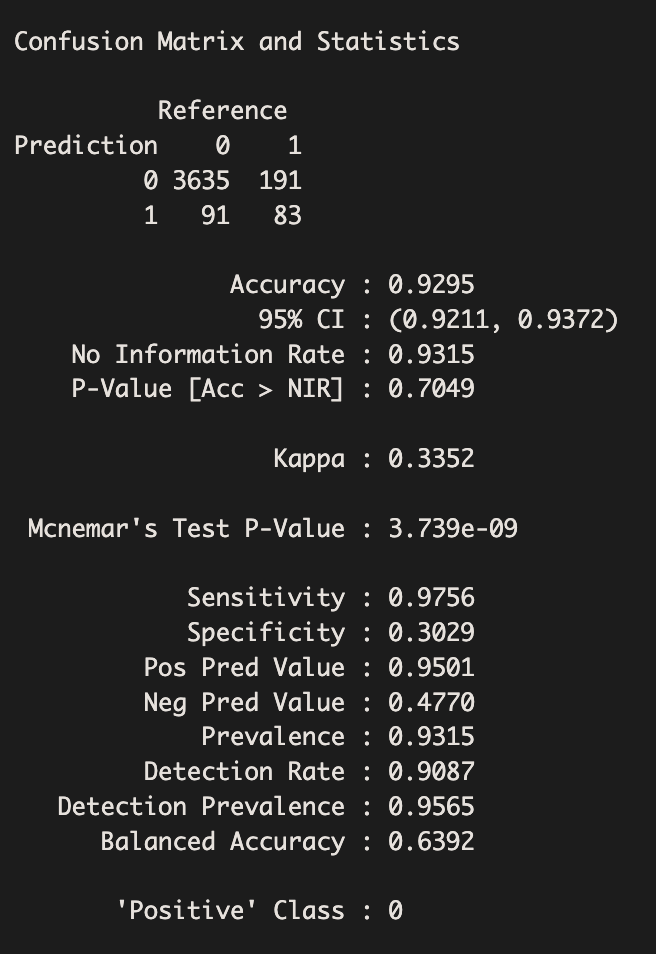 Confusion Matrix and Statistics

          Reference
Prediction    0    1
         0 3635  191
         1   91   83

               Accuracy : 0.9295
                 95% CI : (0.9211, 0.9372)
    No Information Rate : 0.9315
    P-Value [Acc > NIR] : 0.7049

                  Kappa : 0.3352

 Mcnemar's Test P-Value : 3.739e-09

            Sensitivity : 0.9756
            Specificity : 0.3029
         Pos Pred Value : 0.9501
         Neg Pred Value : 0.4770
             Prevalence : 0.9315
         Detection Rate : 0.9087
   Detection Prevalence : 0.9565
      Balanced Accuracy : 0.6392

       'Positive' Class : 0